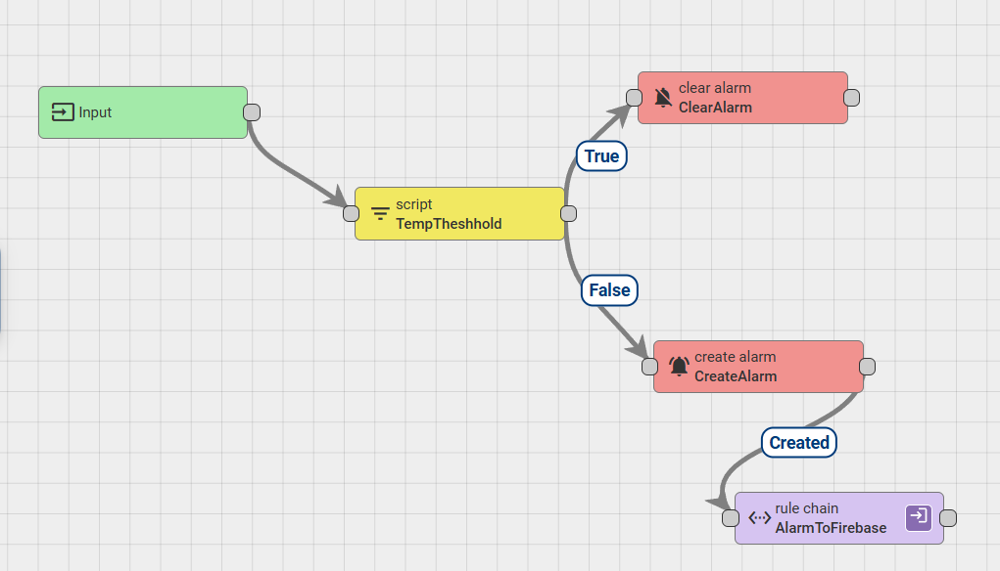 Input
script
TempTheshhold
True
clear alarm
ClearAlarm
False
create alarm
CreateAlarm
Created
rule chain
AlarmToFirebase